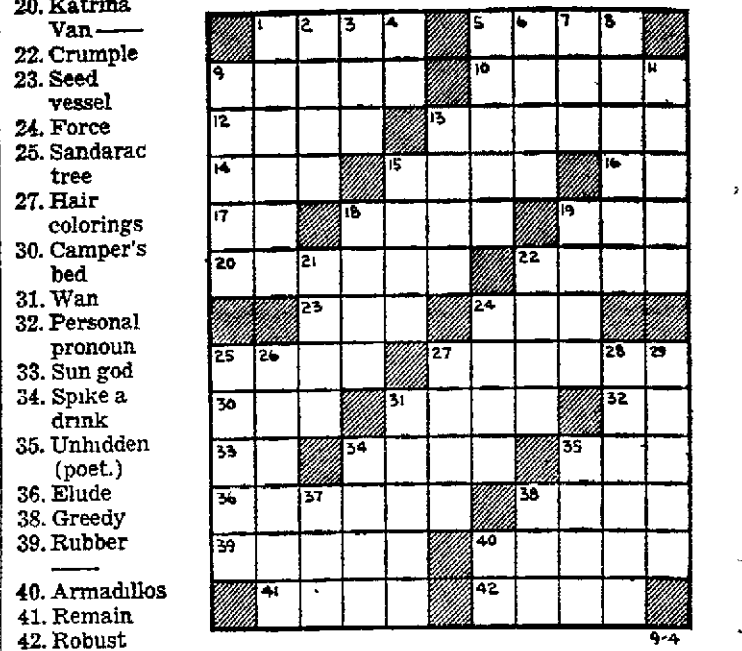 20. Katrina
Van —
22. Crumple
23. Seed
vessel
24. Force
25. Sandarac
tree
27. Hair
colorings
30. Camper's
bed
31. Wan
32. Personal
pronoun
33. Sun god
34. Spike a
drink
35. Unhidden
(poet.)
36. Elude
38. Greedy
39. Rubber
—
40. Armadillos
41. Remain
42. Robust
1 2 3 4 5 6 7 8
9 10 11
12 13
14 15 16
17 18 19
20 21 22
23 24
25 26 27 28 29
30 31 32
33 34 35
36 37 38
39 40
41 42
9-4